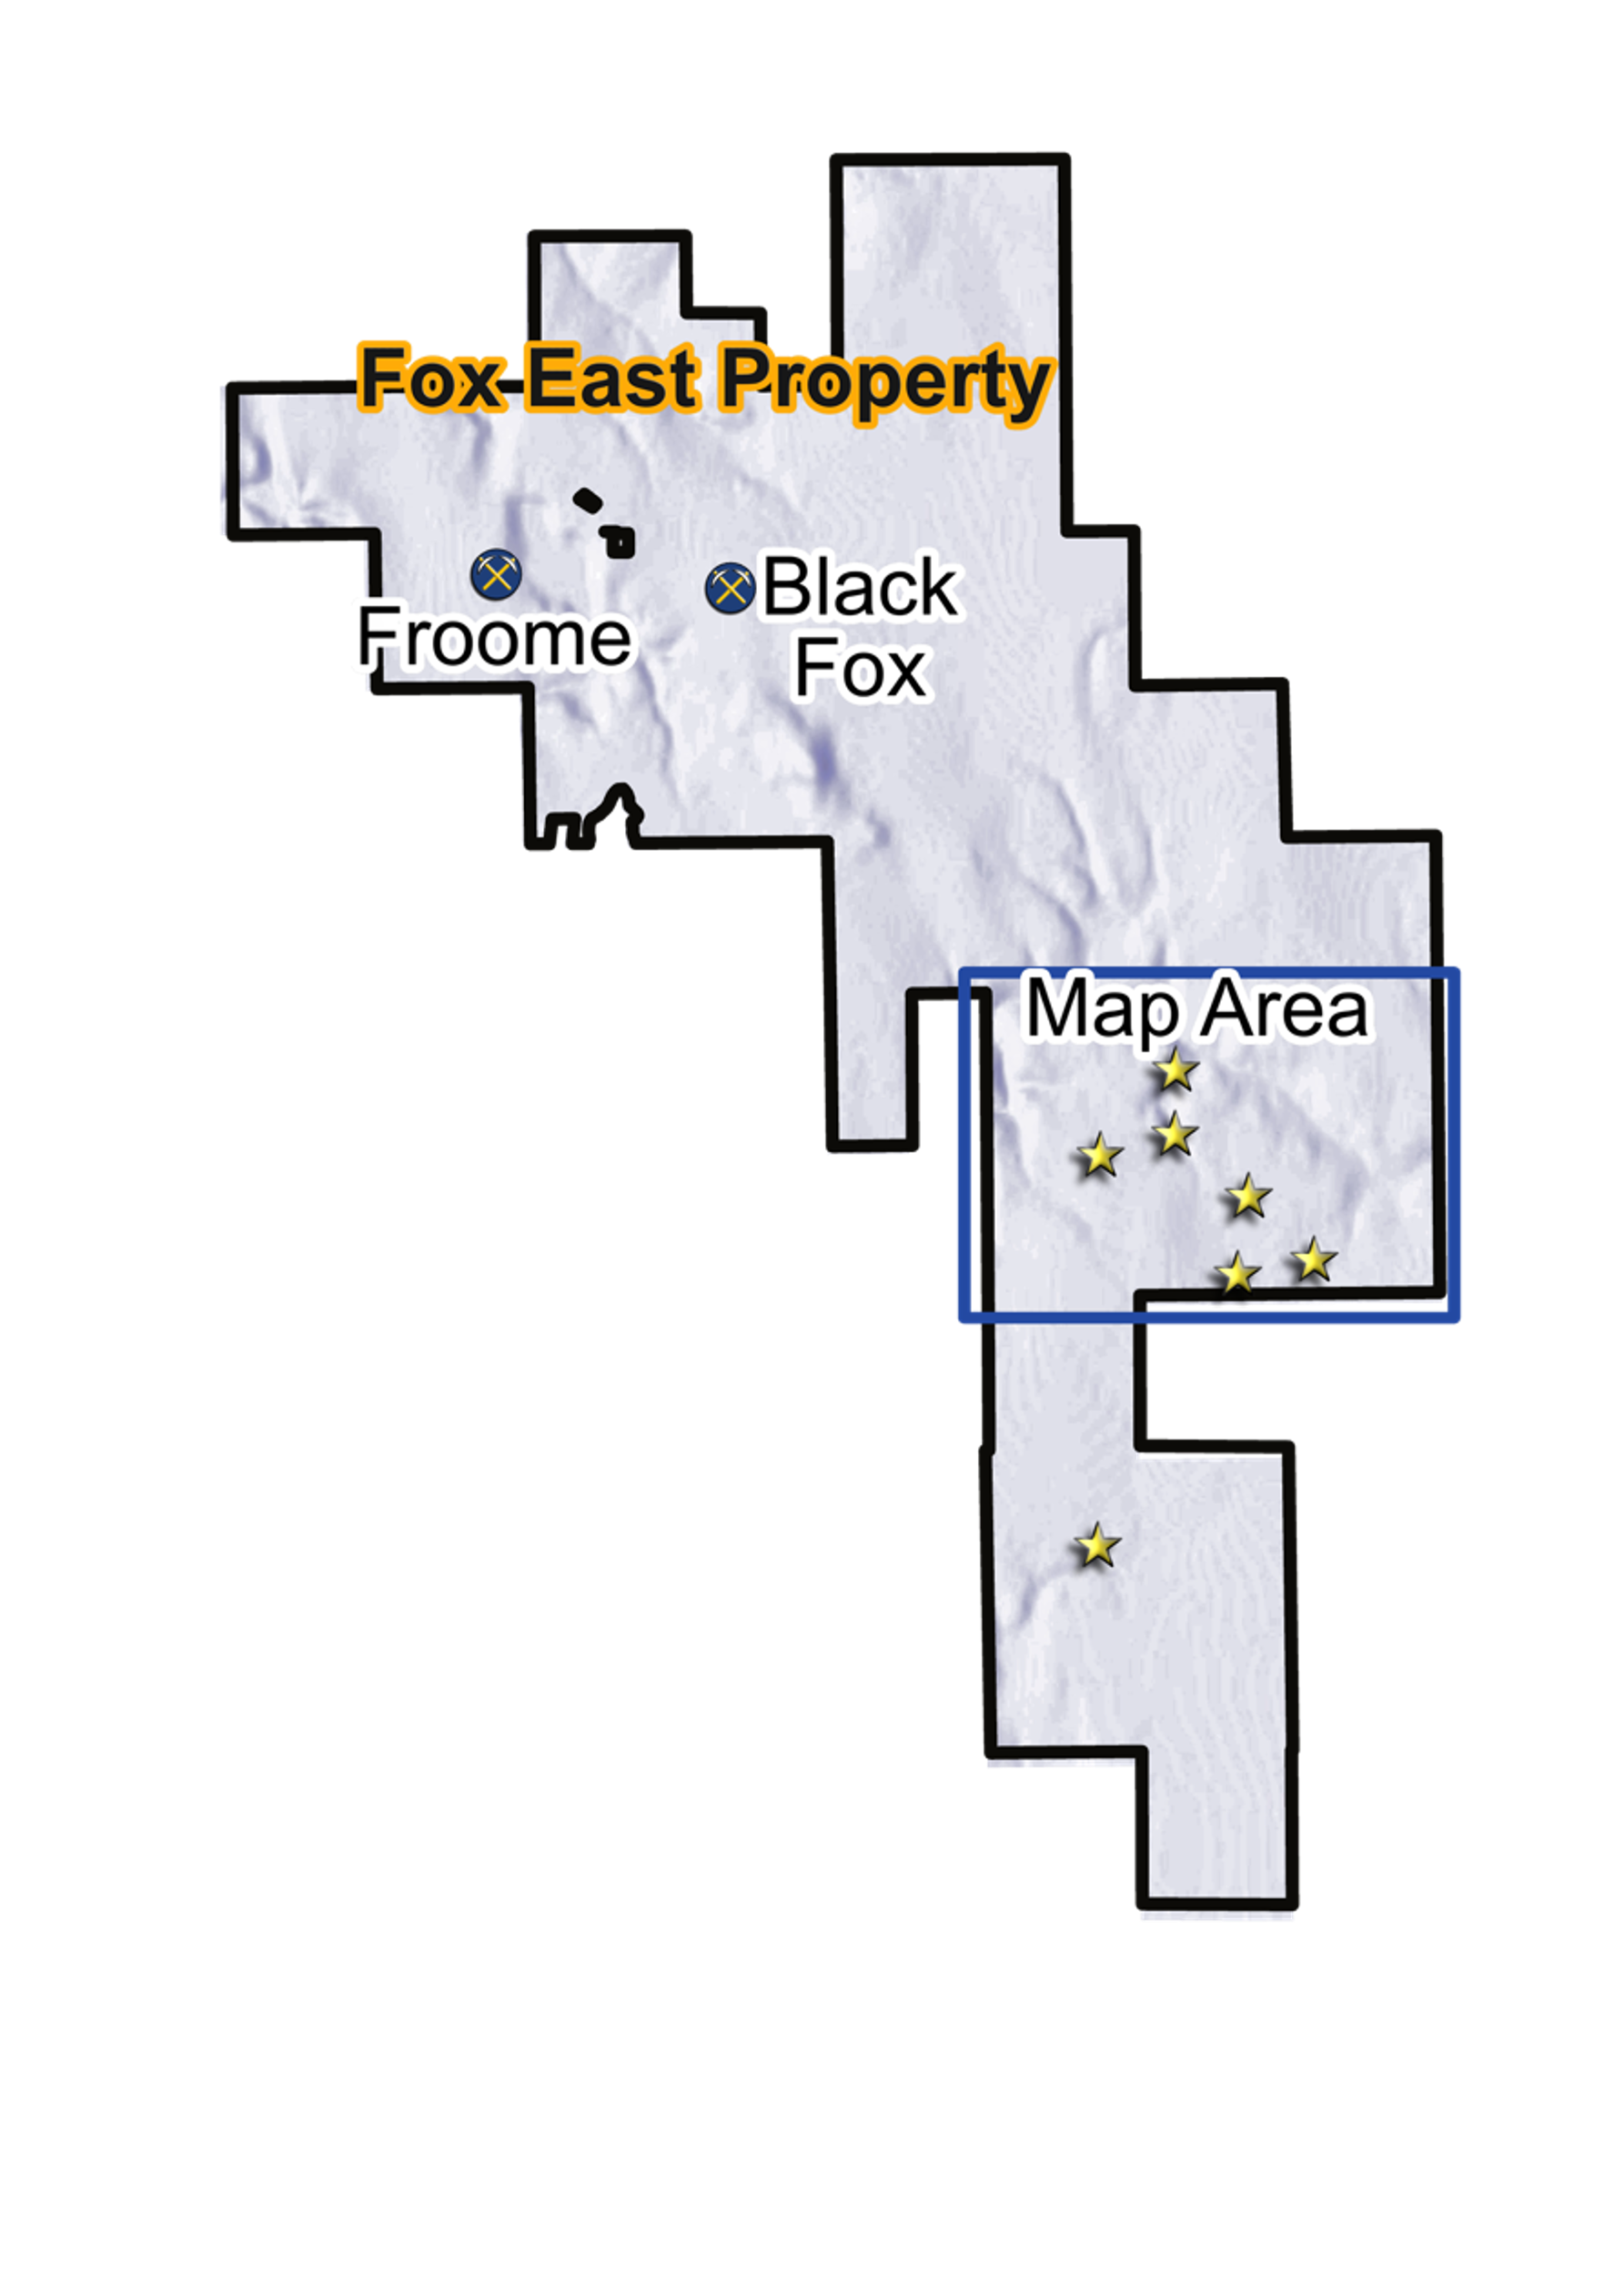 Fox East Property
Froome
Black
Fox
Map Area